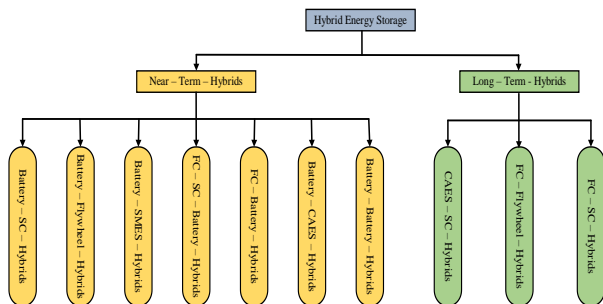 Hybrid Energy Storage
Near – Term – Hybrids
Long – Term - Hybrids
Battery – SC – Hybrids
Battery – Flywheel – Hybrids
Battery – SMES – Hybrids
FC – SC – Battery – Hybrids
FC – Battery – Hybrids
Battery – CAES – Hybrids
Battery – Battery – Hybrids
CAES – SC – Hybrids
FC – Flywheel – Hybrids
FC – SC – Hybrids